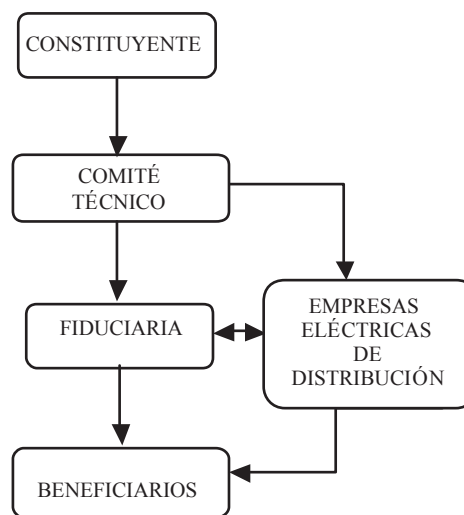 CONSTITUYENTE
COMITÉ
TÉCNICO
FIDUCIARIA
EMPRESAS
ELÉCTRICAS
DE
DISTRIBUCIÓN
BENEFICIARIOS